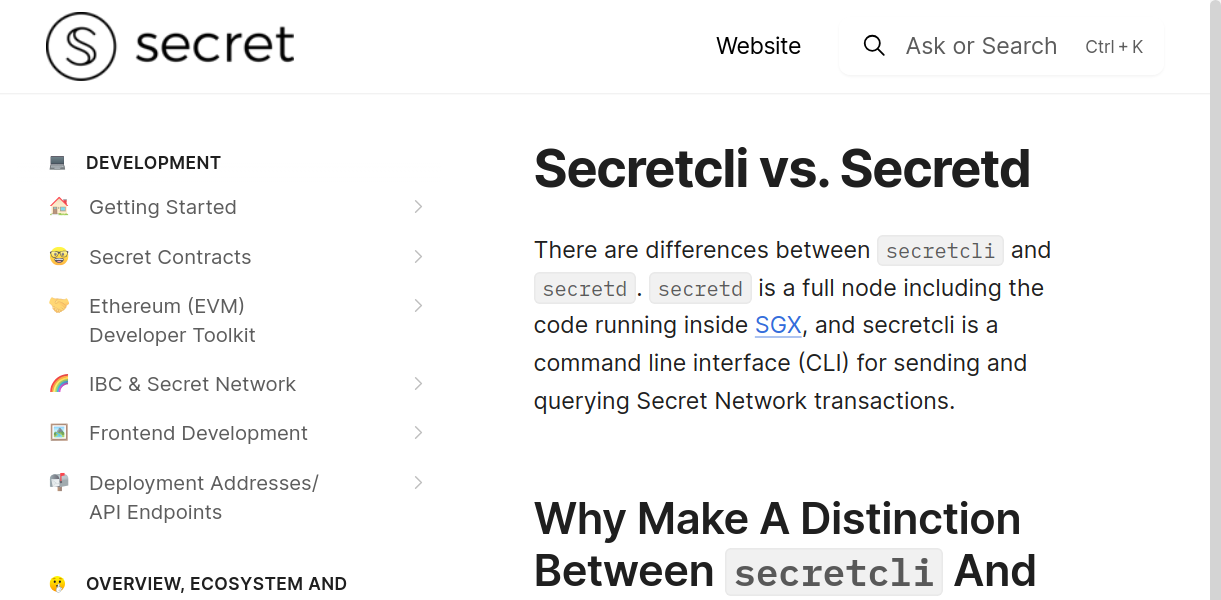 secret
Website
Ask or Search Ctrl + K
DEVELOPMENT
Getting Started
Secret Contracts
Ethereum (EVM)
Developer Toolkit
IBC & Secret Network
Frontend Development
Deployment Addresses/
API Endpoints
OVERVIEW, ECOSYSTEM AND
Secretcli vs. Secretd
There are differences between secretcli and
secretd. secretd is a full node including the
code running inside SGX, and secretcli is a
command line interface (CLI) for sending and
querying Secret Network transactions.
Why Make A Distinction
Between secretcli And